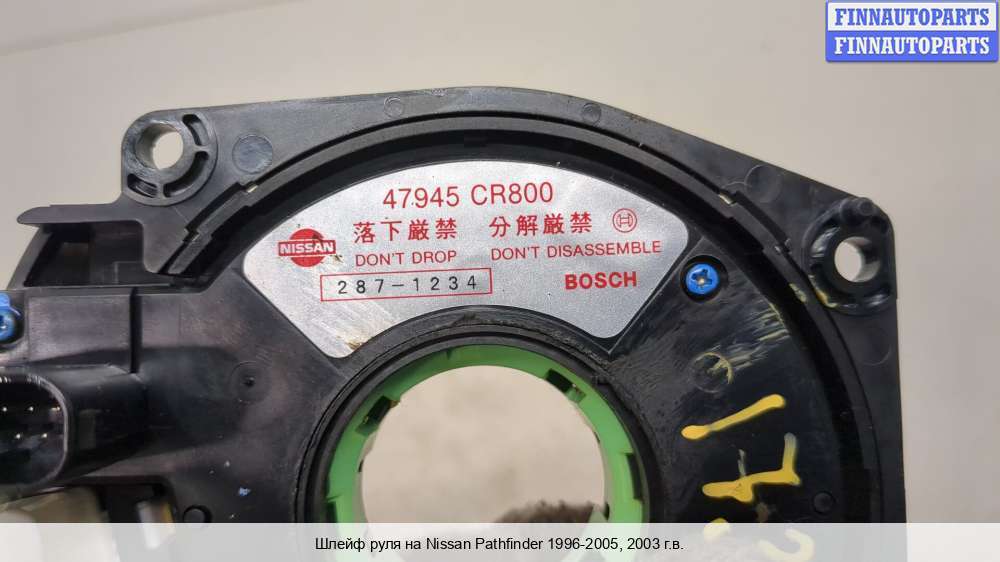 FINNAUTOPARTS
FINNAUTOPARTS
47945 CR800
NISSAN
落下厳禁 分解厳禁
DON'T DROP DON'T DISASSEMBLE
287-1234
BOSCH
Шлейф руля на Nissan Pathfinder 1996-2005, 2003 г.в.